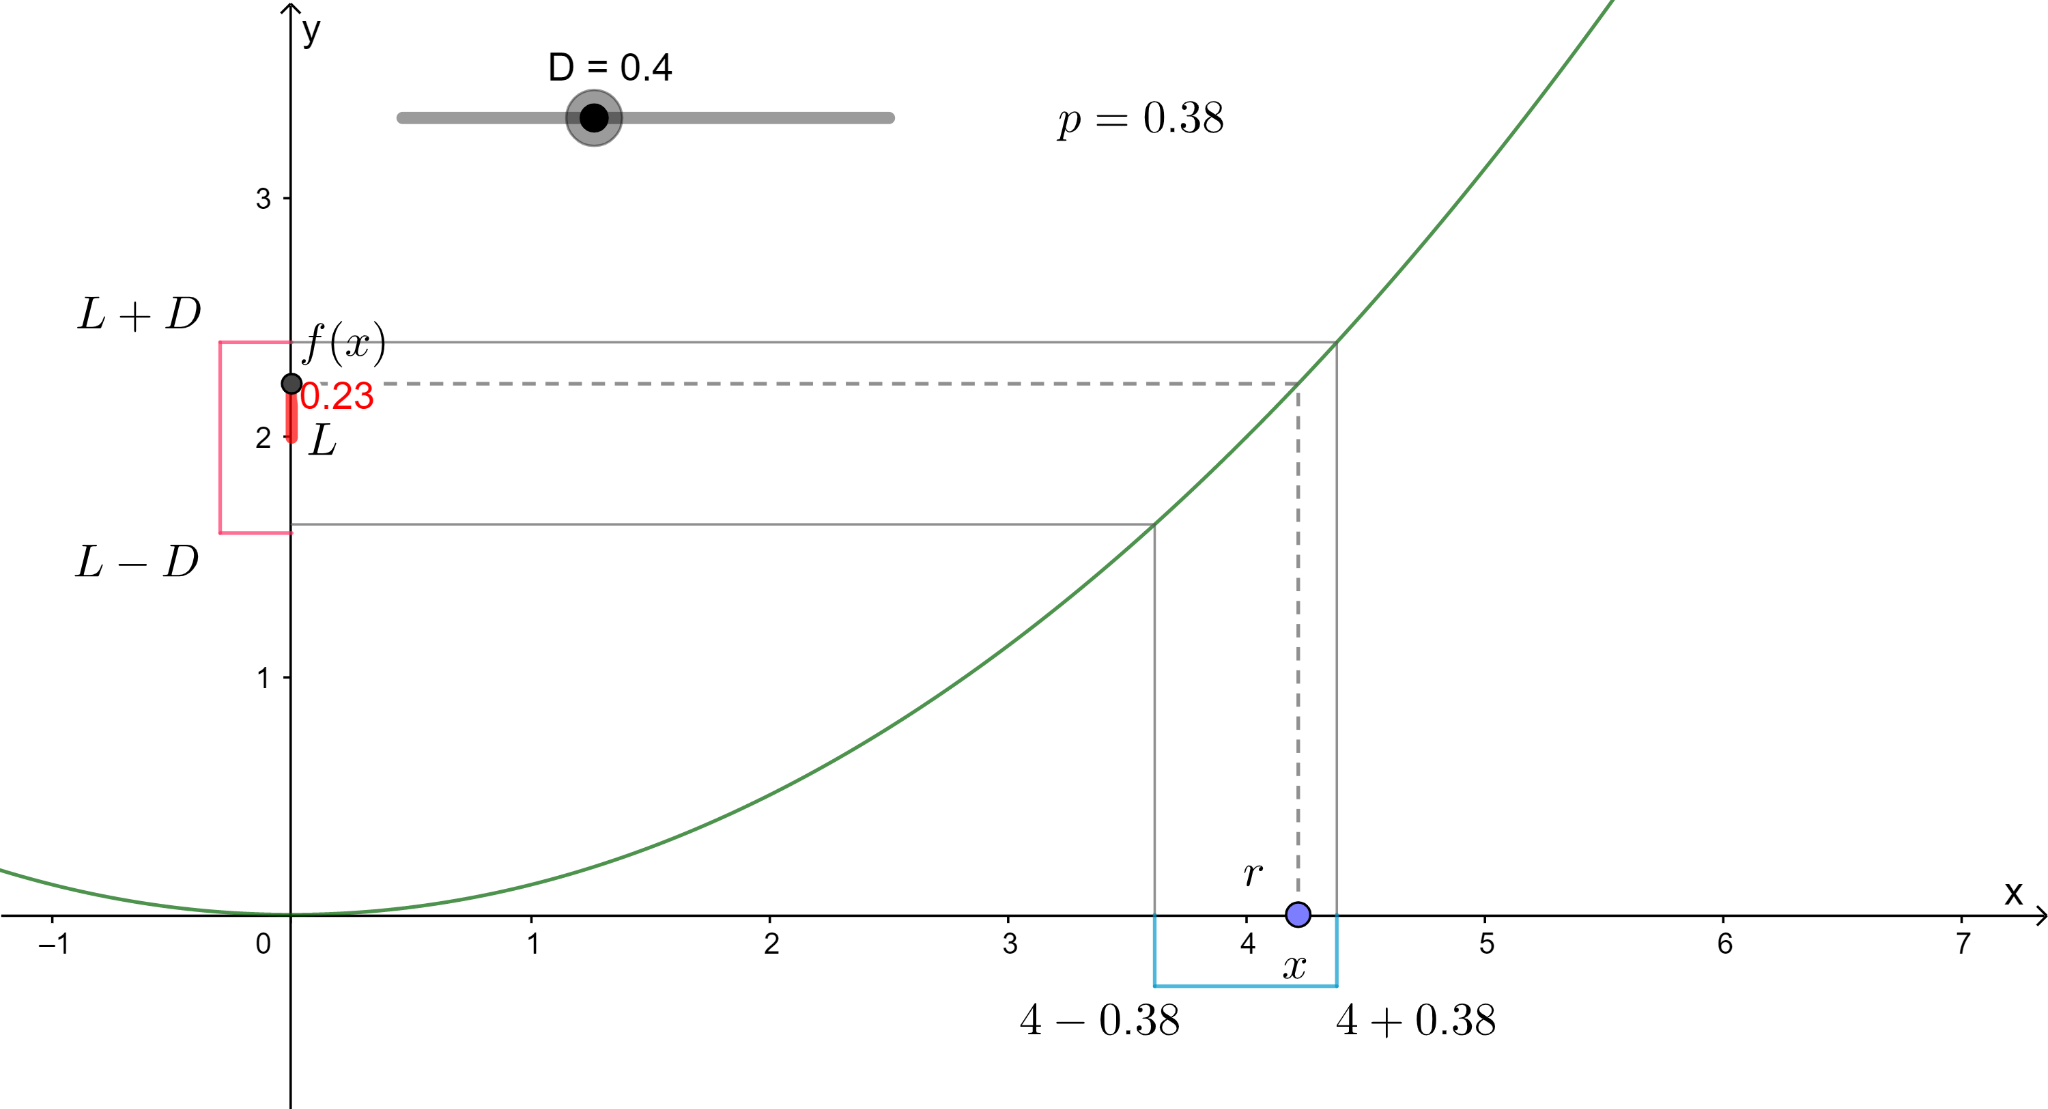 y
D = 0.4
p = 0.38
3
L + D
f(x)
0.23
2
L
L − D
1
r
x
–1
0
1
2
3
4
5
6
7
x
4 − 0.38
4 + 0.38